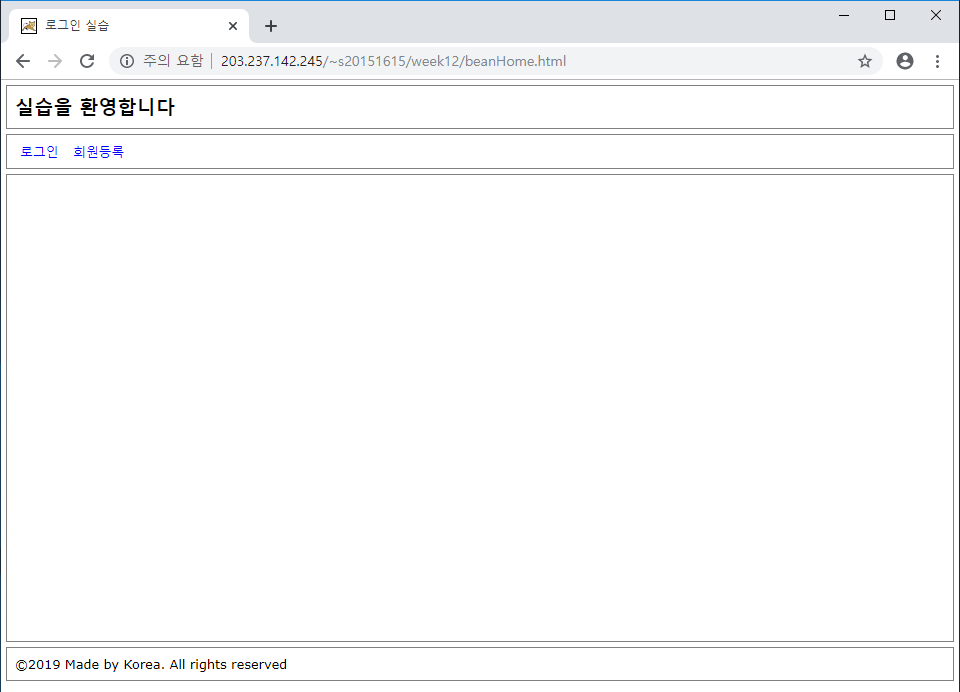 로그인 실습
주의 요함 | 203.237.142.245/~s20151615/week12/beanHome.html
실습을 환영합니다
로그인 회원등록
©2019 Made by Korea. All rights reserved